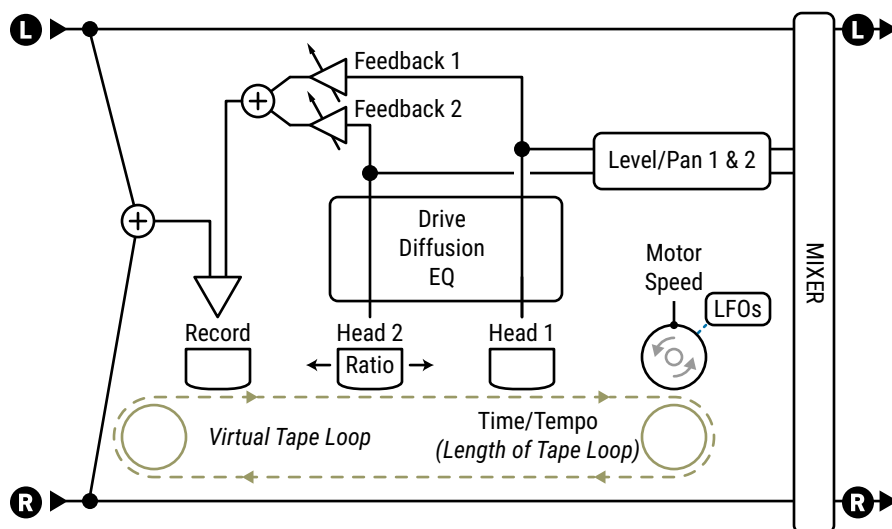 L
L
Feedback 1
Feedback 2
Level/Pan 1 & 2
Drive
Diffusion
EQ
Motor
Speed
LFOs
MIXER
Record
Head 2
Head 1
Ratio
Virtual Tape Loop
Time/Tempo
(Length of Tape Loop)
R
R